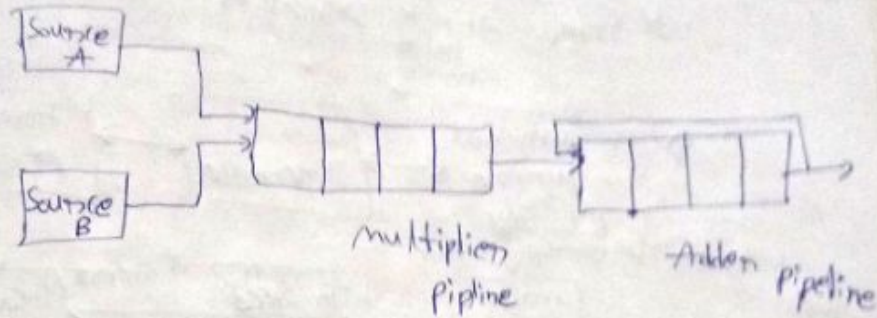 Source
A
Source
B
multiplier
pipline
Adder pipeline